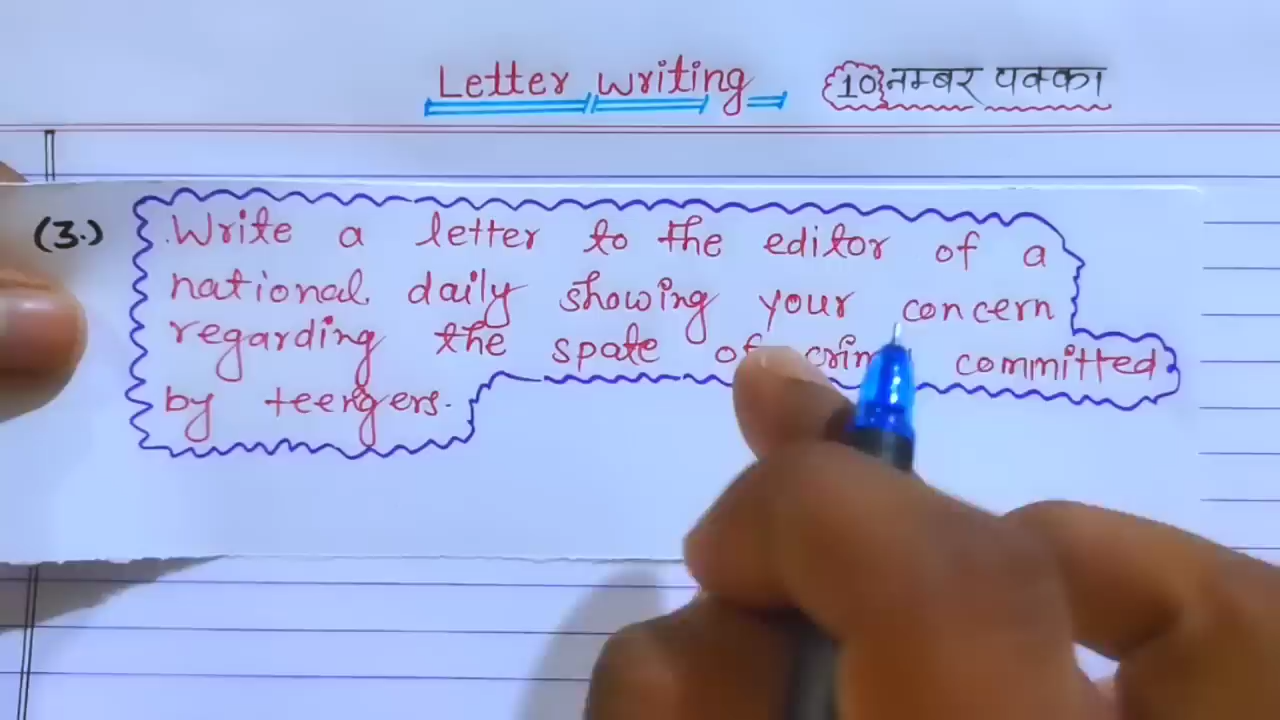 Letter writing 10 नम्बर पक्का
(3.) Write a letter to the editor of a
national daily showing your concern
regarding the spate of committed
by teengers.